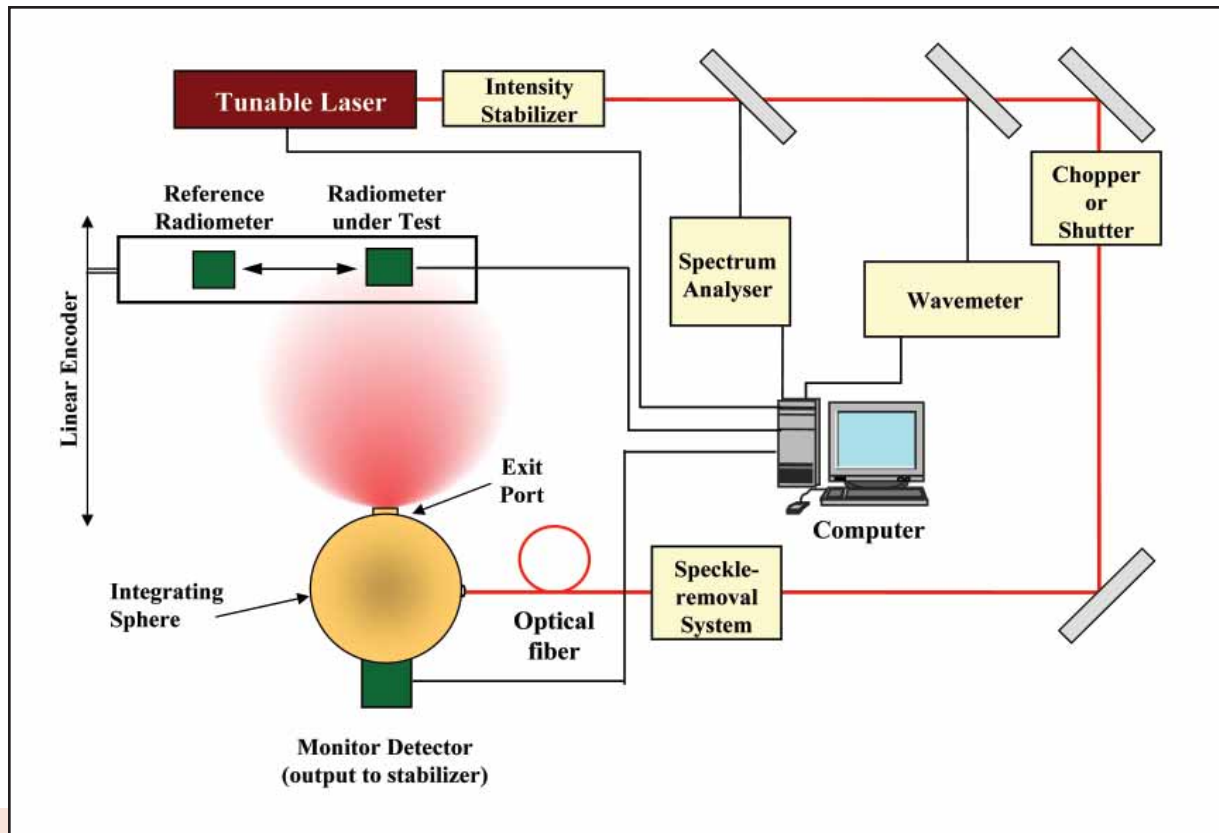 Tunable Laser
Intensity
Stabilizer
Chopper
or
Shutter
Reference
Radiometer
Radiometer
under Test
Spectrum
Analyser
Wavemeter
Linear Encoder
Exit
Port
Computer
Integrating
Sphere
Optical
fiber
Speckle-
removal
System
Monitor Detector
(output to stabilizer)